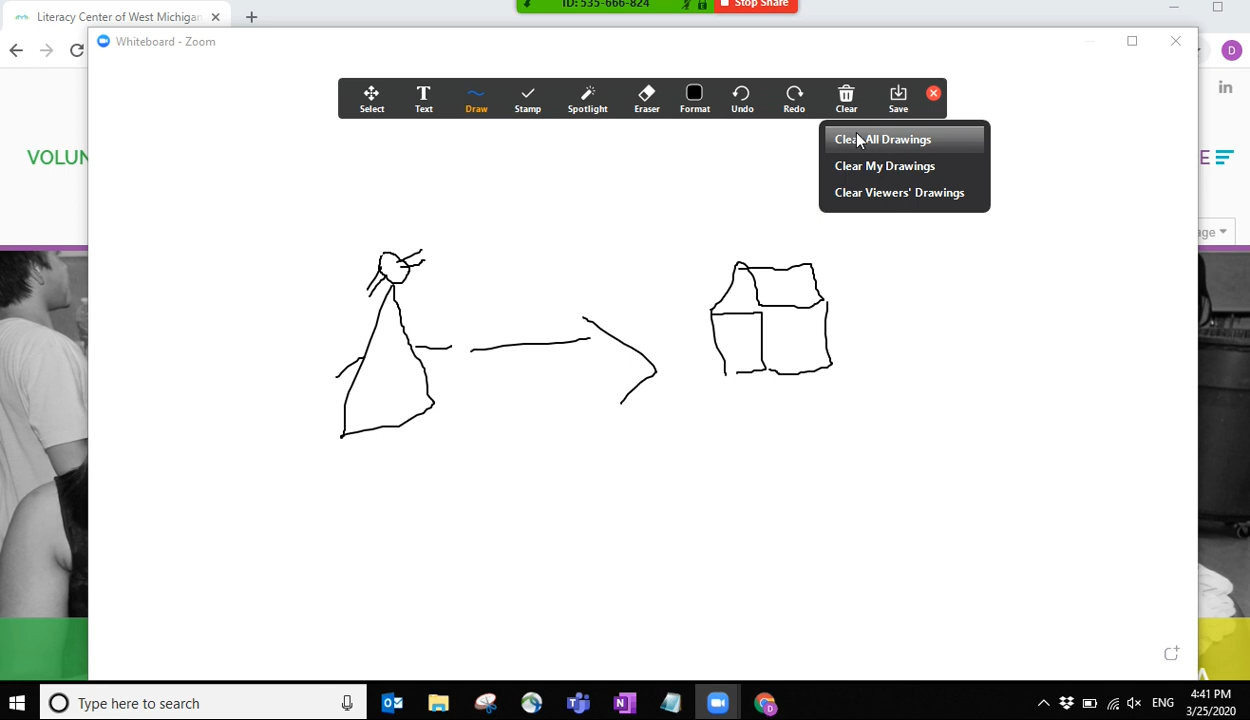 ID: 535-666-824
Stop Share
Literacy Center of West Michigan
D
Whiteboard - Zoom
in
Select
Text
Draw
Stamp
Spotlight
Eraser
Format
Undo
Redo
Clear
Save
Clear All Drawings
Clear My Drawings
Clear Viewers' Drawings
VOLUN
E
age
Type here to search
ENG
4:41 PM
3/25/2020